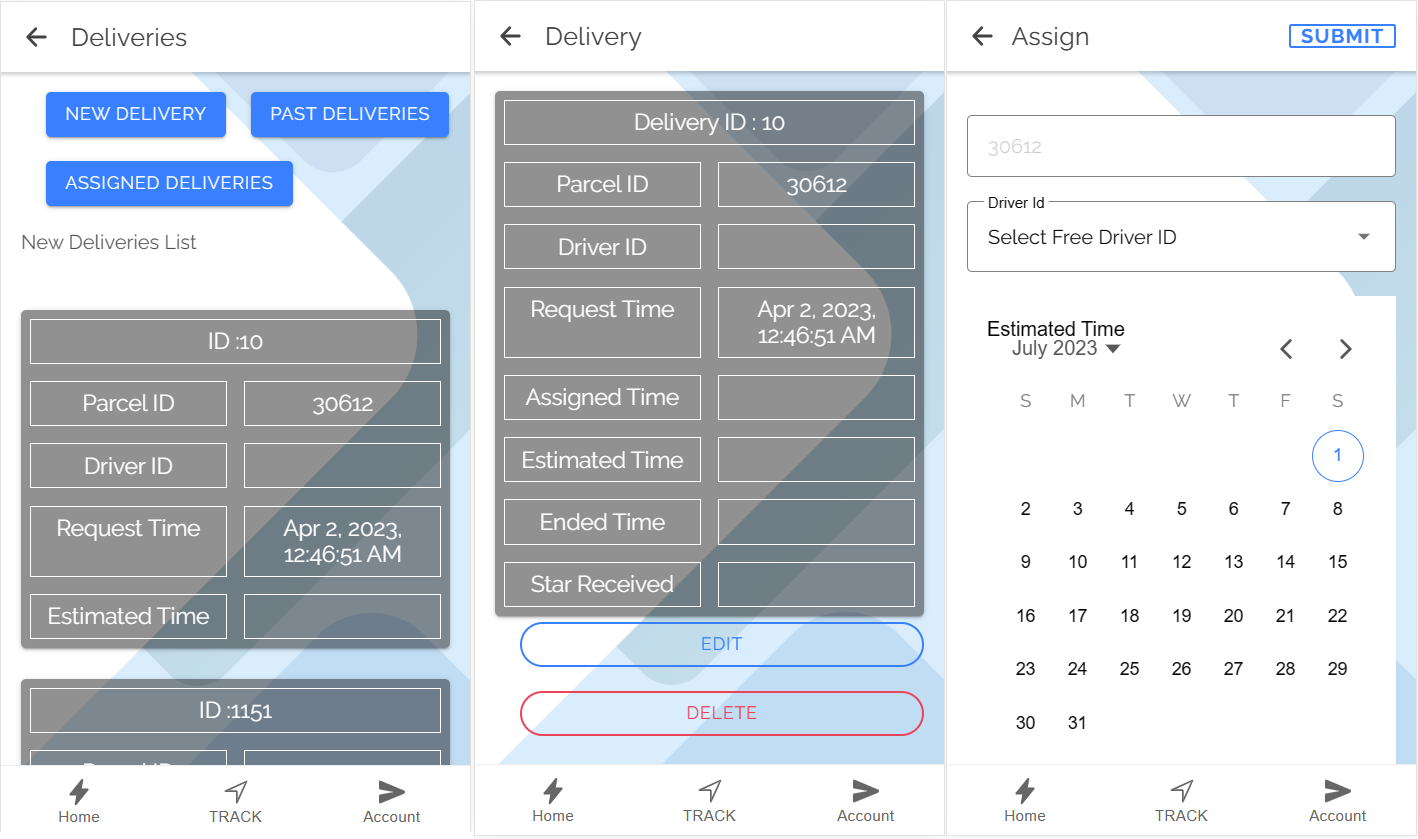 Deliveries
NEW DELIVERY PAST DELIVERIES
ASSIGNED DELIVERIES
New Deliveries List
ID :10
Parcel ID 30612
Driver ID
Request Time Apr 2, 2023,
12:46:51 AM
Estimated Time
ID :1151
Parcel ID
Home TRACK Account
Delivery
Delivery ID : 10
Parcel ID 30612
Driver ID
Request Time Apr 2, 2023,
12:46:51 AM
Assigned Time
Estimated Time
Ended Time
Star Received
EDIT
DELETE
Home TRACK Account
Assign SUBMIT
30612
Driver Id
Select Free Driver ID
Estimated Time
July 2023
S M T W T F S
1
2 3 4 5 6 7 8
9 10 11 12 13 14 15
16 17 18 19 20 21 22
23 24 25 26 27 28 29
30 31
Home TRACK Account